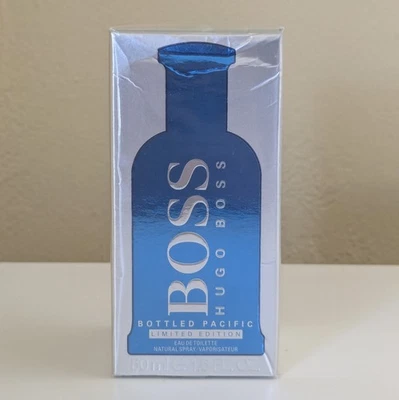 BOSS
HUGO BOSS
BOTTLED PACIFIC
LIMITED EDITION
EAU DE TOILETTE
NATURAL SPRAY·VAPORISATEUR